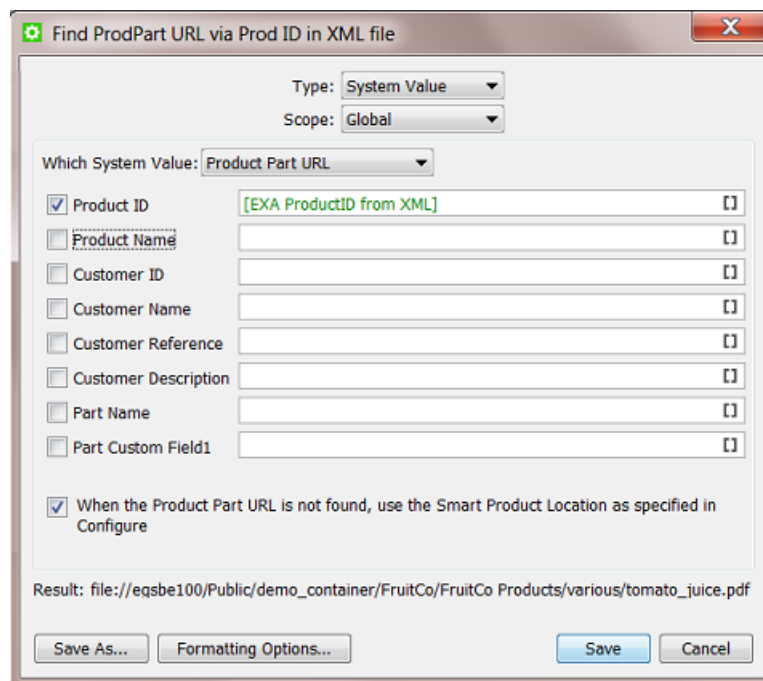 Find ProdPart URL via Prod ID in XML file
Type: System Value
Scope: Global
Which System Value: Product Part URL
Product ID [EXA ProductID from XML] []
Product Name []
Customer ID []
Customer Name []
Customer Reference []
Customer Description []
Part Name []
Part Custom Field1 []
When the Product Part URL is not found, use the Smart Product Location as specified in
Configure
Result: file://eqsbe100/Public/demo_container/FruitCo/FruitCo Products/various/tomato_juice.pdf
Save As... Formatting Options... Save Cancel